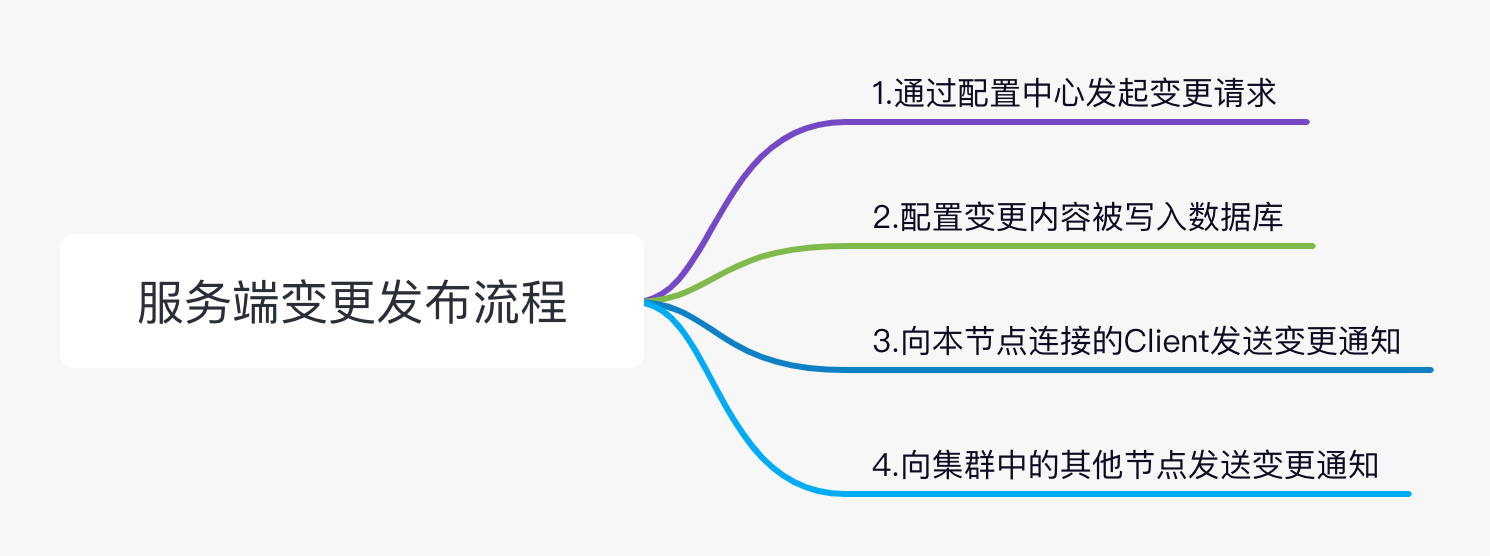 服务端变更发布流程
1.通过配置中心发起变更请求
2.配置变更内容被写入数据库
3.向本节点连接的Client发送变更通知
4.向集群中的其他节点发送变更通知